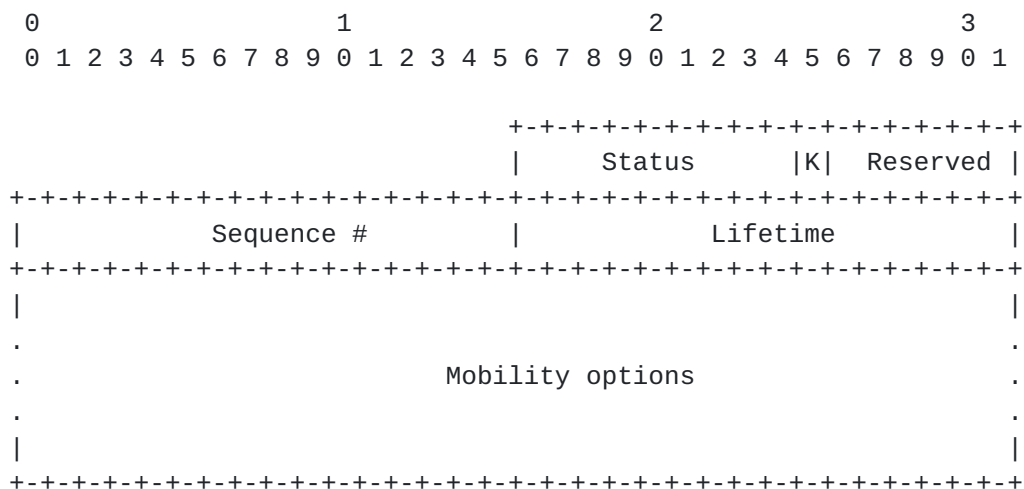 0                   1                   2                   3
 0 1 2 3 4 5 6 7 8 9 0 1 2 3 4 5 6 7 8 9 0 1 2 3 4 5 6 7 8 9 0 1

                                +-+-+-+-+-+-+-+-+-+-+-+-+-+-+-+-+
                                |     Status      |K|  Reserved |
+-+-+-+-+-+-+-+-+-+-+-+-+-+-+-+-+-+-+-+-+-+-+-+-+-+-+-+-+-+-+-+-+
|            Sequence #         |            Lifetime           |
+-+-+-+-+-+-+-+-+-+-+-+-+-+-+-+-+-+-+-+-+-+-+-+-+-+-+-+-+-+-+-+-+
|                                                               |
.                                                               .
.                           Mobility options                    .
.                                                               .
|                                                               |
+-+-+-+-+-+-+-+-+-+-+-+-+-+-+-+-+-+-+-+-+-+-+-+-+-+-+-+-+-+-+-+-+